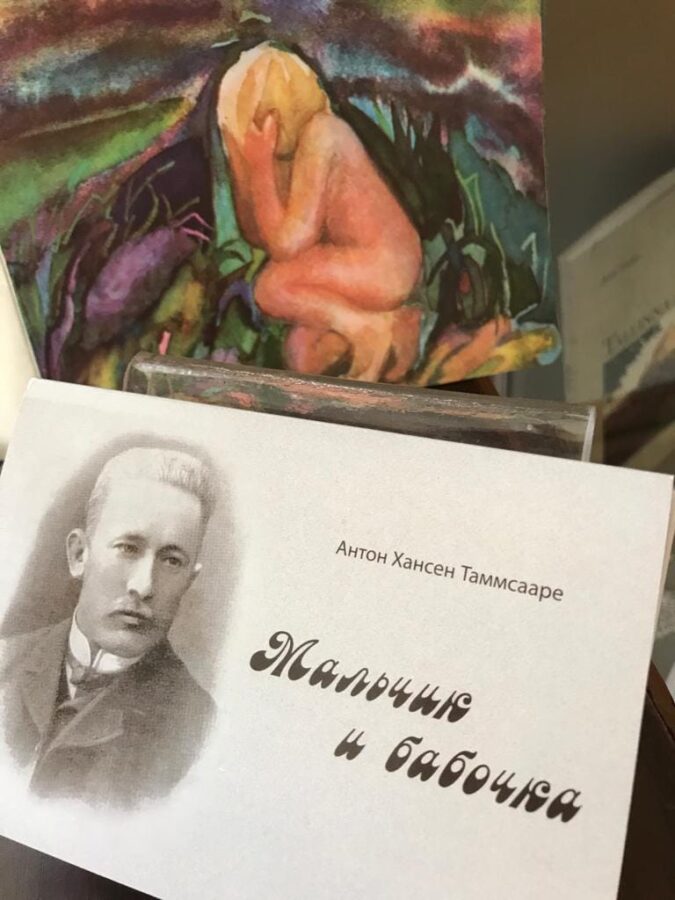 Антон Хансен Таммсааре
Мальчик
и бабочка